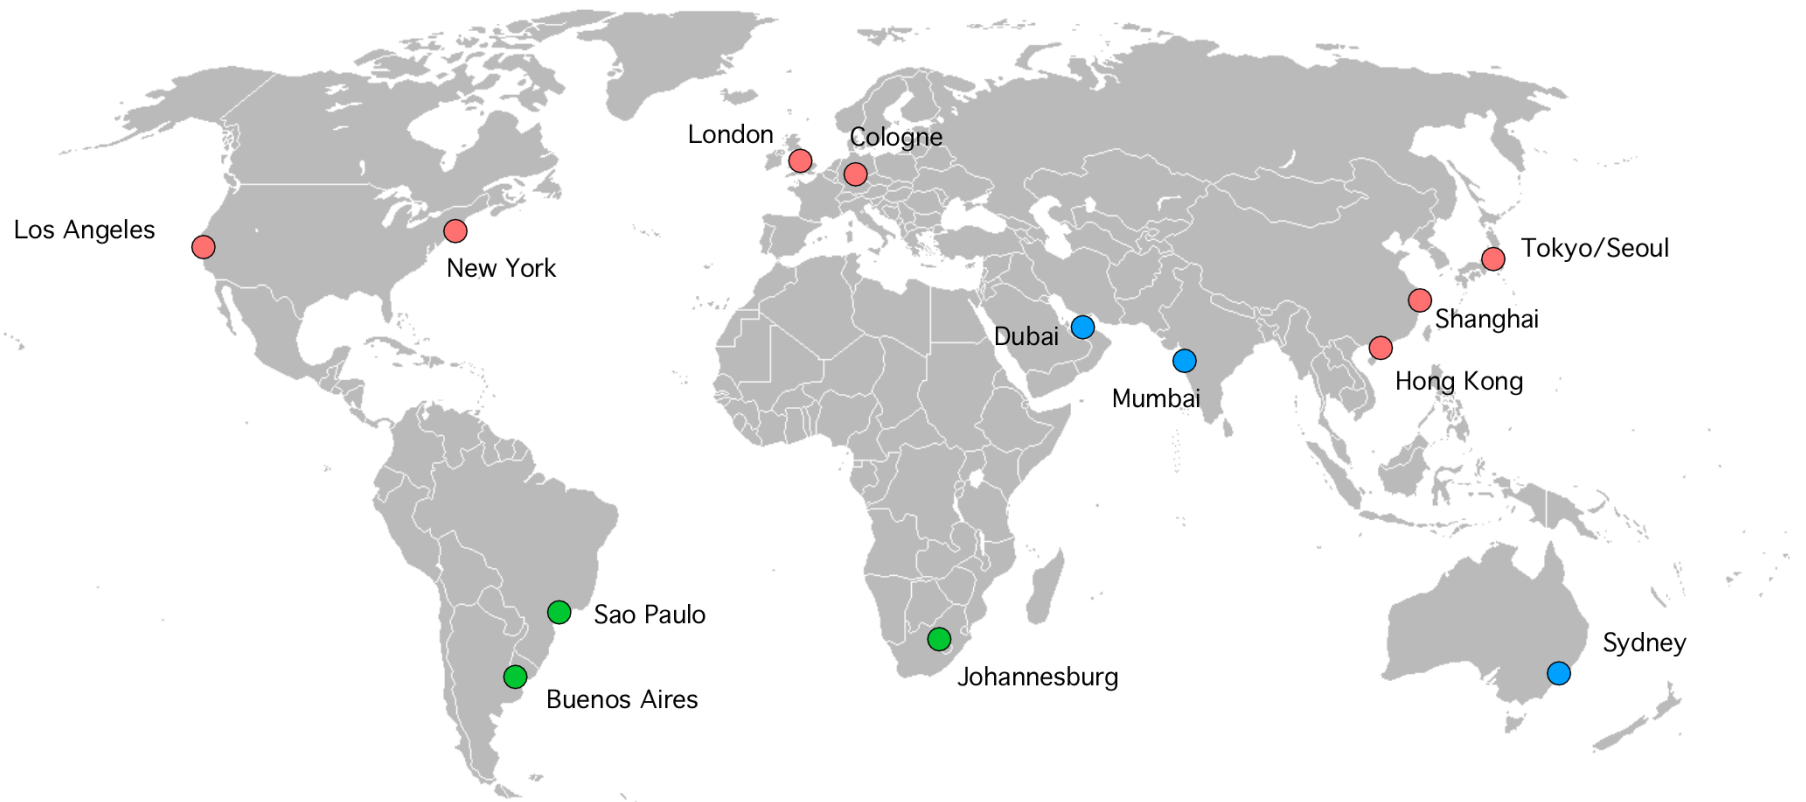 London
Cologne
Los Angeles
New York
Tokyo/Seoul
Shanghai
Dubai
Hong Kong
Mumbai
Sao Paulo
Sydney
Johannesburg
Buenos Aires